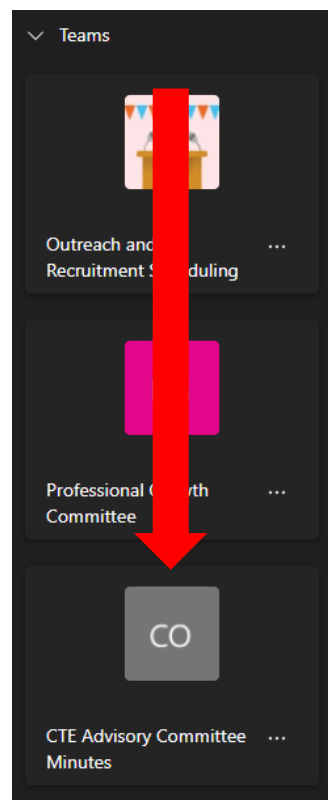 Teams
Outreach and
Recruitment
...
Professional
Committee
...
CO
CTE Advisory Committee
Minutes
...